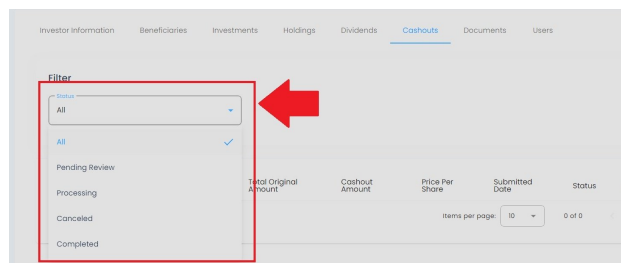 Investor Information Beneficiaries Investments Holdings Dividends Cashouts Documents Users
Filter
Status
All
All
Pending Review
Processing
Canceled
Completed
Total Original Amount Cashout Amount Price Per Share Submitted Date Status
Items per page: 10 0 of 0